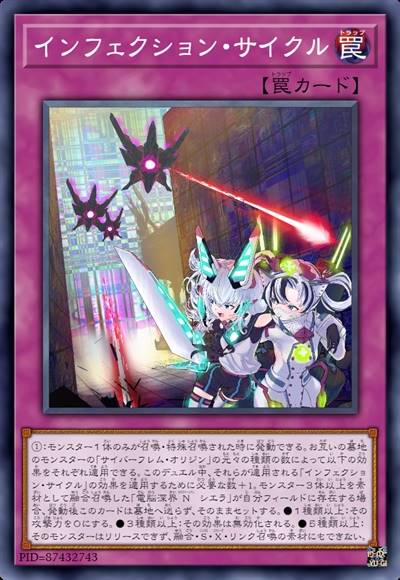 インフェクション・サイクル
罠
トラップ
【罠カード】
トラップ
①:モンスター1体のみが召喚・特殊召喚された時に発動できる。お互いの墓地
のモンスターの「サイバーフレム・オリジン」の元々の種類の数によって以下の効
果をそれぞれ適用できる。このデュエル中、それらが適用される「インフェクション
・サイクル」の効果を適用するために必要な数+1。モンスター3体以上を素
材として融合召喚した「電脳深界 N シエラ」が自分フィールドに存在する場
合、発動後このカードは墓地へ送らず、そのままセットする。●1種類以上:その
攻撃力を0にする。●3種類以上:その効果は無効化される。●5種類以上:
そのモンスターはリリースできず、融合・S・X・リンク召喚の素材にもできない。
PID=87432743